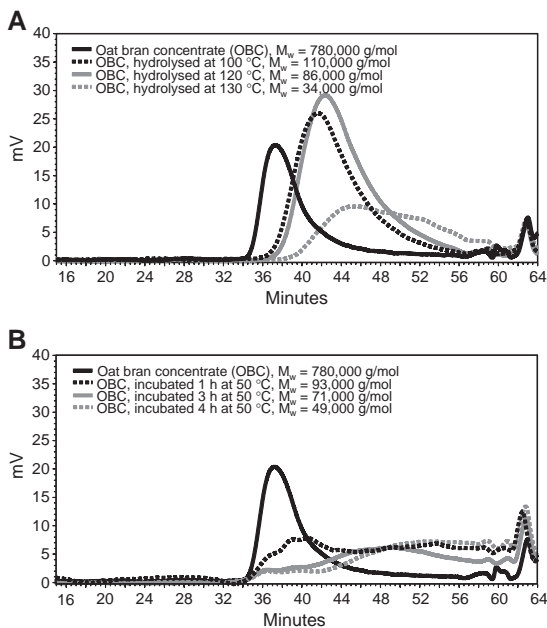 A
40
35
30
25
20
15
10
5
0
mV
Oat bran concentrate (OBC), Mw = 780,000 g/mol
OBC, hydrolysed at 100 °C, Mw = 110,000 g/mol
OBC, hydrolysed at 120 °C, Mw = 86,000 g/mol
OBC, hydrolysed at 130 °C, Mw = 34,000 g/mol
16 20 24 28 32 36 40 44 48 52 56 60 64
Minutes
B
40
35
30
25
20
15
10
5
0
mV
Oat bran concentrate (OBC), Mw = 780,000 g/mol
OBC, incubated 1 h at 50 °C, Mw = 93,000 g/mol
OBC, incubated 3 h at 50 °C, Mw = 71,000 g/mol
OBC, incubated 4 h at 50 °C, Mw = 49,000 g/mol
16 20 24 28 32 36 40 44 48 52 56 60 64
Minutes